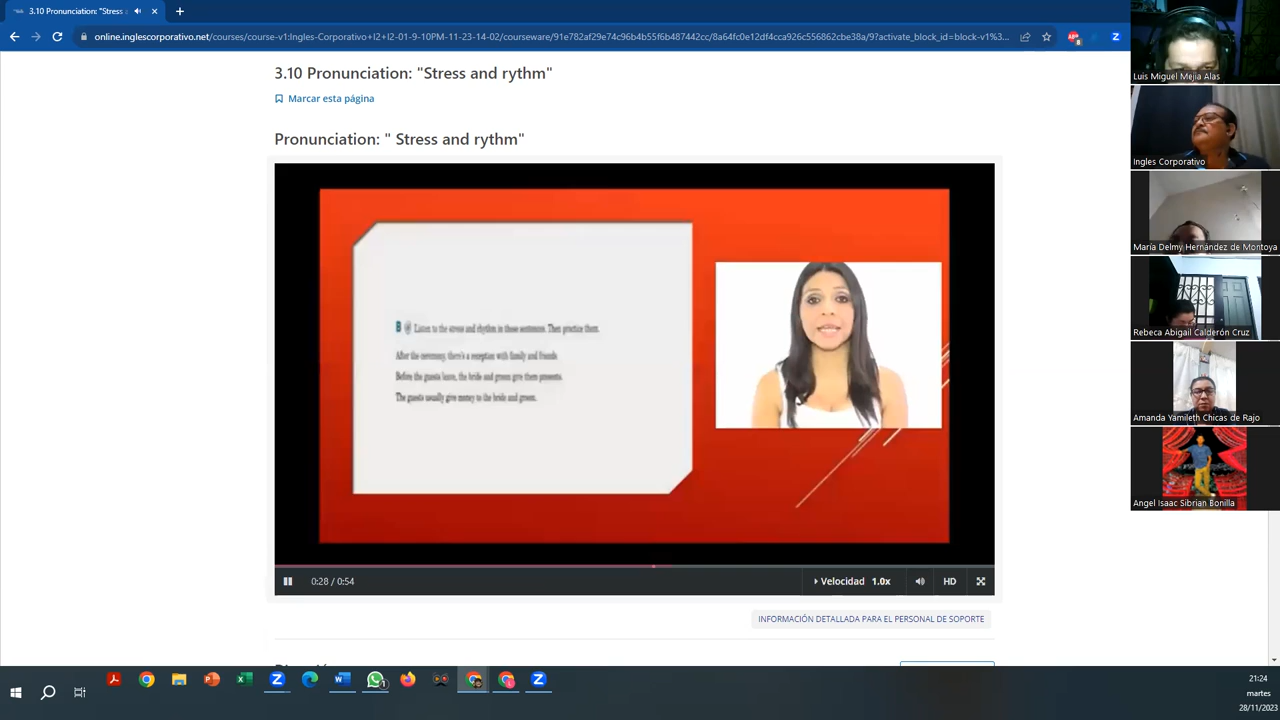 3.10 Pronunciation: "Stress
online.inglescorporativo.net/courses/course-v1:Ingles-Corporativo+I2+I2-01-9-10PM-11-23-14-02/courseware/91e782af29e74c96b4b55f6b487442cc/8a64fc0e12df4cca926c556862cbe38a/9?activate_block_id=block-v1%3...
3.10 Pronunciation: "Stress and rythm"
Marcar esta página
Pronunciation: " Stress and rythm"
B Listen to the stress and rhythm in these sentences. Then practice them.
After the ceremony, there's a reception with family and friends.
Before the guests leave, the bride and groom give them presents.
The guests usually give money to the bride and groom.
0:28 / 0:54
Velocidad 1.0x
HD
INFORMACIÓN DETALLADA PARA EL PERSONAL DE SOPORTE
Luis Miguel Mejia Alas
Ingles Corporativo
María Delmy Hernández de Montoya
Rebeca Abigail Calderón Cruz
Amanda Yamileth Chicas de Rajo
Angel Isaac Sibrian Bonilla
21:24
martes
28/11/2023